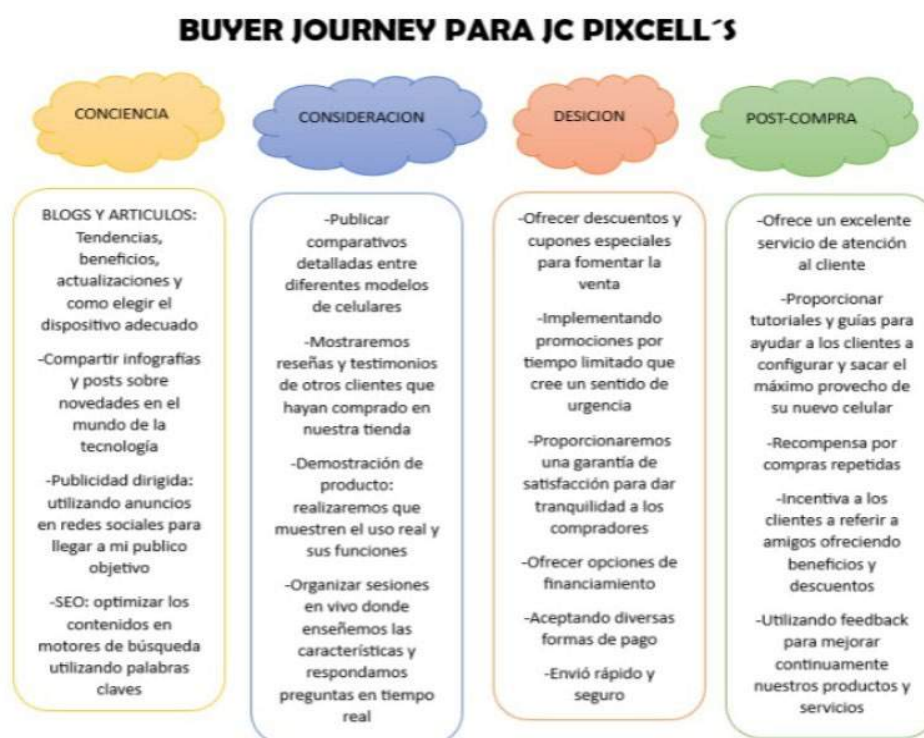 BUYER JOURNEY PARA JC PIXCELL´S
CONCIENCIA
BLOGS Y ARTICULOS:
Tendencias,
beneficios,
actualizaciones y
como elegir el
dispositivo adecuado
-Compartir infografías
y posts sobre
novedades en el
mundo de la
tecnología
-Publicidad dirigida:
utilizando anuncios
en redes sociales para
llegar a mi publico
objetivo
-SEO: optimizar los
contenidos en
motores de búsqueda
utilizando palabras
claves
CONSIDERACION
-Publicar
comparativos
detalladas entre
diferentes modelos
de celulares
-Mostraremos
reseñas y testimonios
de otros clientes que
hayan comprado en
nuestra tienda
-Demostración de
producto:
realizaremos que
muestren el uso real y
sus funciones
-Organizar sesiones
en vivo donde
enseñemos las
características y
respondamos
preguntas en tiempo
real
DESICION
-Ofrecer descuentos y
cupones especiales
para fomentar la
venta
-Implementando
promociones por
tiempo limitado que
cree un sentido de
urgencia
-Proporcionaremos
una garantía de
satisfacción para dar
tranquilidad a los
compradores
-Ofrecer opciones de
financiamiento
-Aceptando diversas
formas de pago
-Envió rápido y
seguro
POST-COMPRA
-Ofrece un excelente
servicio de atención
al cliente
-Proporcionar
tutoriales y guías para
ayudar a los clientes a
configurar y sacar el
máximo provecho de
su nuevo celular
-Recompensa por
compras repetidas
-Incentiva a los
clientes a referir a
amigos ofreciendo
beneficios y
descuentos
-Utilizando feedback
para mejorar
continuamente
nuestros productos y
servicios